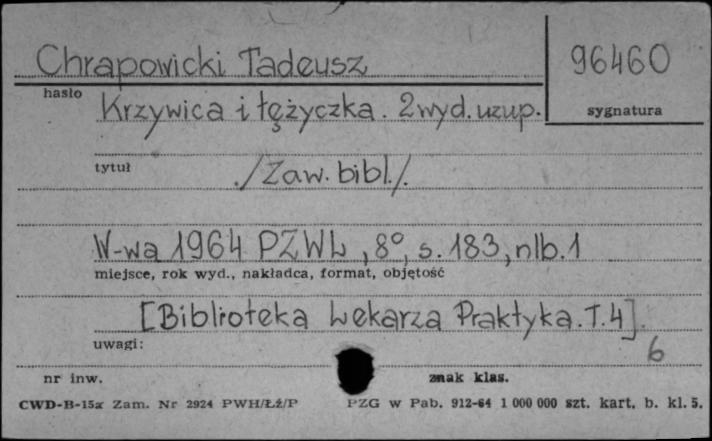 Chrapowicki Tadeusz
96460
hasło
Krzywica i tężyczka. 2 wyd. uzup.
sygnatura
tytuł
/Zaw. bibl./.
W-wa 1964 PZWL, 8°, s. 183, nlb. 1
miejsce, rok wyd., nakładca, format, objętość
[Biblioteka Lekarza Praktyka. T. 4]
uwagi:
6
nr inw.
znak klas.
CWD-B-15a Zam. Nr 2924 PWH/Łź/P
PZG w Pab. 912-64 1 000 000 szt. kart. b. kl. 5.